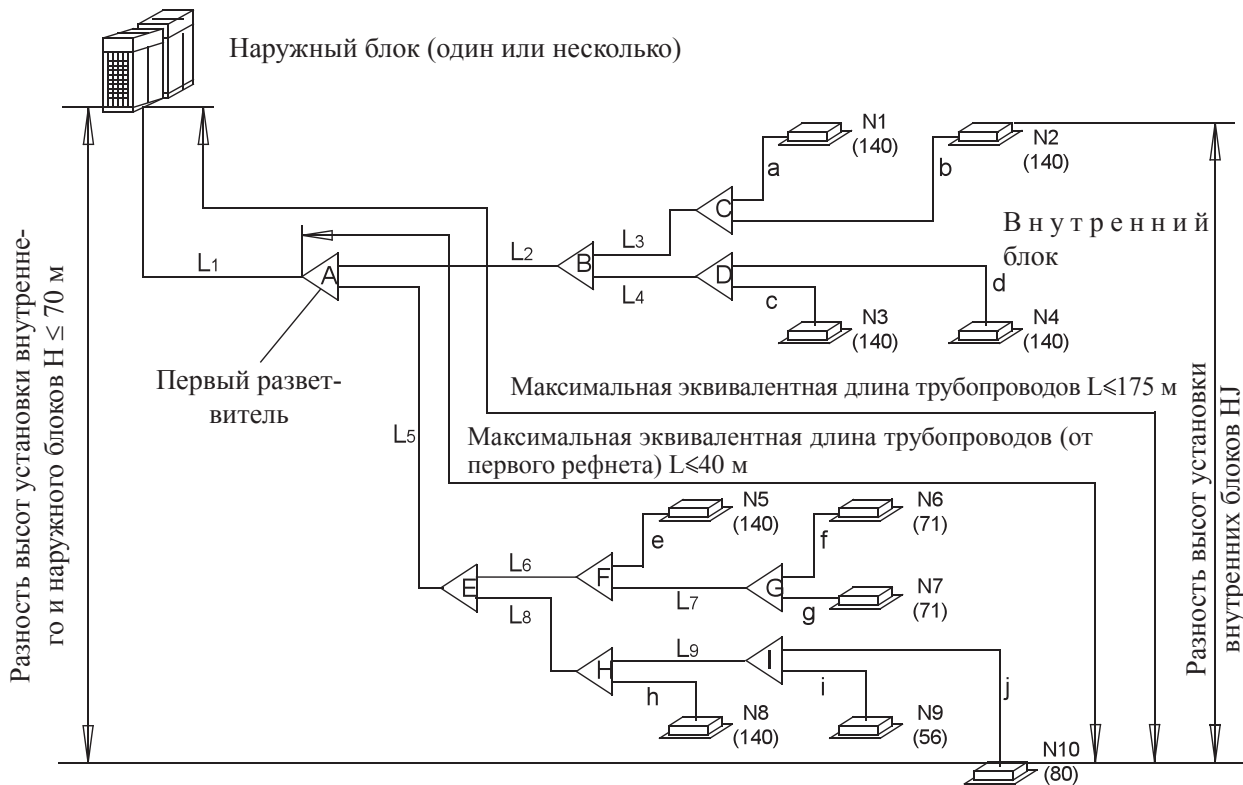 Наружный блок (один или несколько)
N1
(140)
N2
(140)
a
b
C
Внутренний
блок
L1
A
L2
B
L3
L4
D
d
c
N3
(140)
N4
(140)
Первый развет-
витель
Максимальная эквивалентная длина трубопроводов L≤175 м
Максимальная эквивалентная длина трубопроводов (от
первого рефнета) L≤40 м
L5
N5
(140)
N6
(71)
e
f
L6
F
E
L7
G
N7
(71)
g
L8
L9
I
H
h
i
j
N8
(140)
N9
(56)
N10
(80)
Разность высот установки внутренне-
го и наружного блоков H ≤ 70 м
Разность высот установки
внутренних блоков HJ